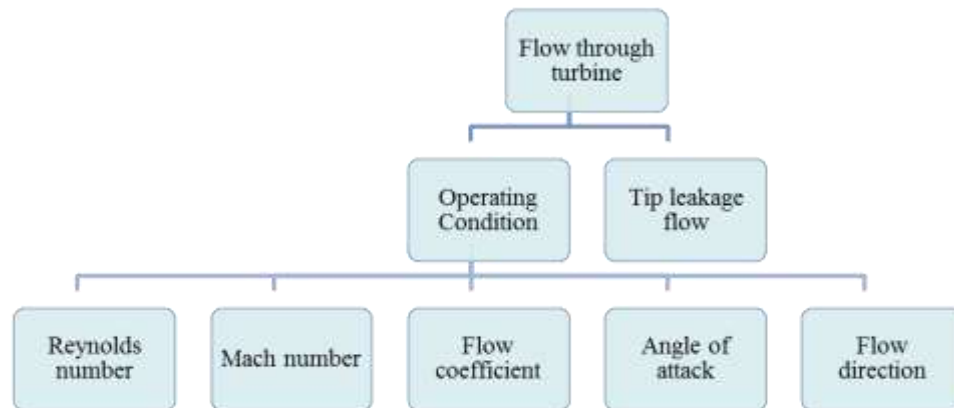 Flow through
turbine
Operating
Condition
Tip leakage
flow
Reynolds
number
Mach number
Flow
coefficient
Angle of
attack
Flow
direction